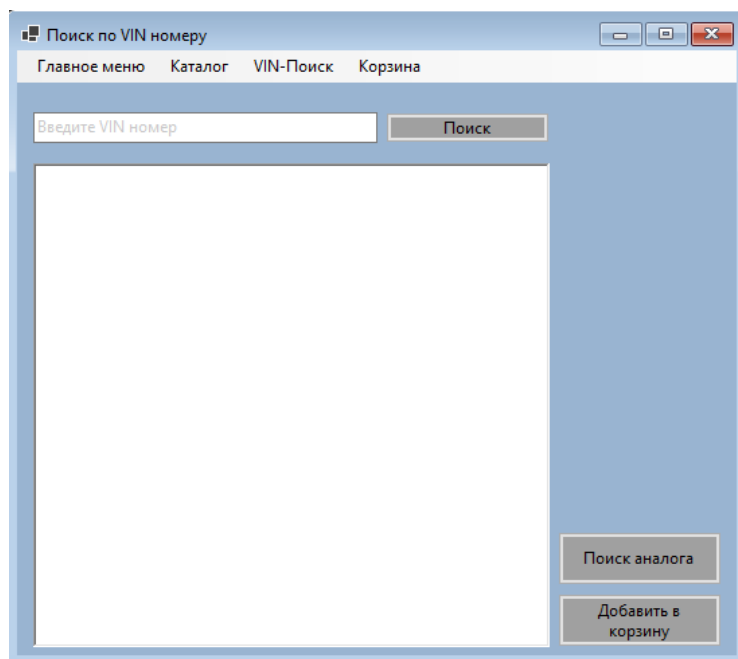 Поиск по VIN номеру
Главное меню Каталог VIN-Поиск Корзина
Введите VIN номер Поиск
Поиск аналога
Добавить в
корзину